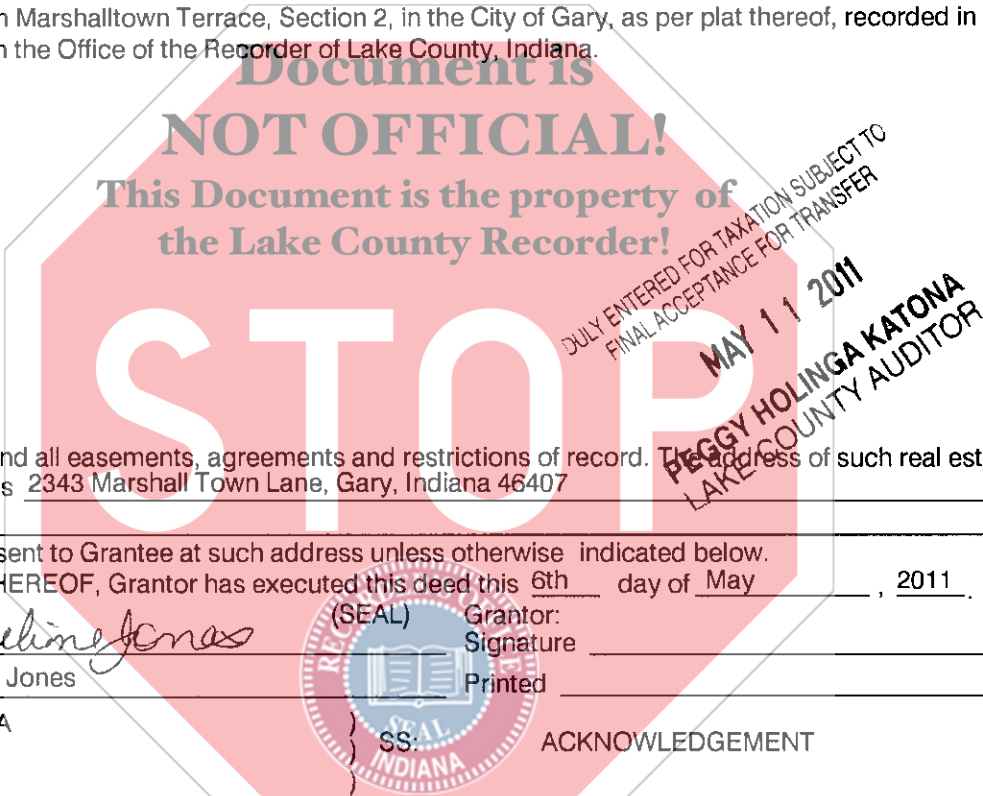 n Marshalltown Terrace, Section 2, in the City of Gary, as per plat thereof, recorded in
n the Office of the Recorder of Lake County, Indiana.
Document is
NOT OFFICIAL!
This Document is the property of
the Lake County Recorder!
DULY ENTERED FOR TAXATION SUBJECT TO
FINAL ACCEPTANCE FOR TRANSFER
MAY 11 2011
PEGGY HOLINGA KATONA
LAKE COUNTY AUDITOR
STOP
nd all easements, agreements and restrictions of record. The address of such real est
s 2343 Marshall Town Lane, Gary, Indiana 46407
sent to Grantee at such address unless otherwise indicated below.
HEREOF, Grantor has executed this deed this 6th day of May , 2011 .
(SEAL) Grantor:
Jones Signature
Jones Printed
A ) SS: ACKNOWLEDGEMENT
)
RECORDER'S OFFICE
SEAL
INDIANA